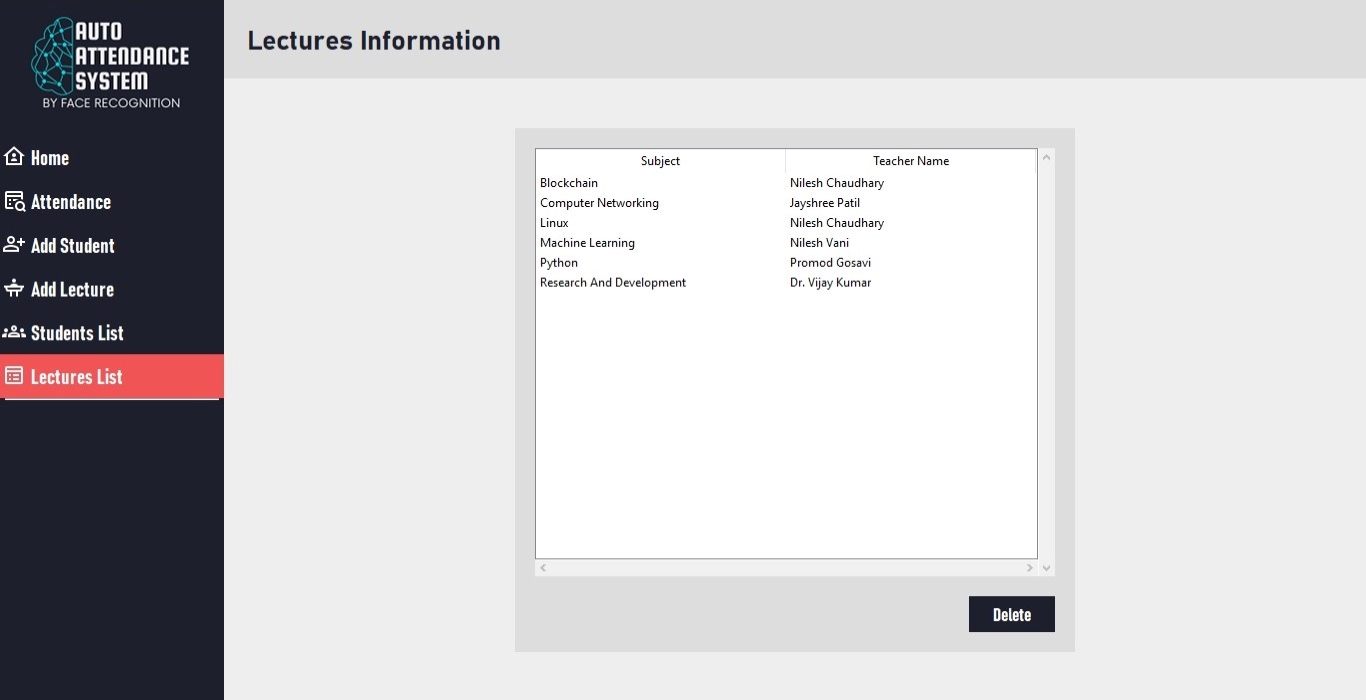 AUTO
ATTENDANCE
SYSTEM
BY FACE RECOGNITION
Home
Attendance
Add Student
Add Lecture
Students List
Lectures List
Lectures Information
Subject Teacher Name
Blockchain Nilesh Chaudhary
Computer Networking Jayshree Patil
Linux Nilesh Chaudhary
Machine Learning Nilesh Vani
Python Promod Gosavi
Research And Development Dr. Vijay Kumar
Delete